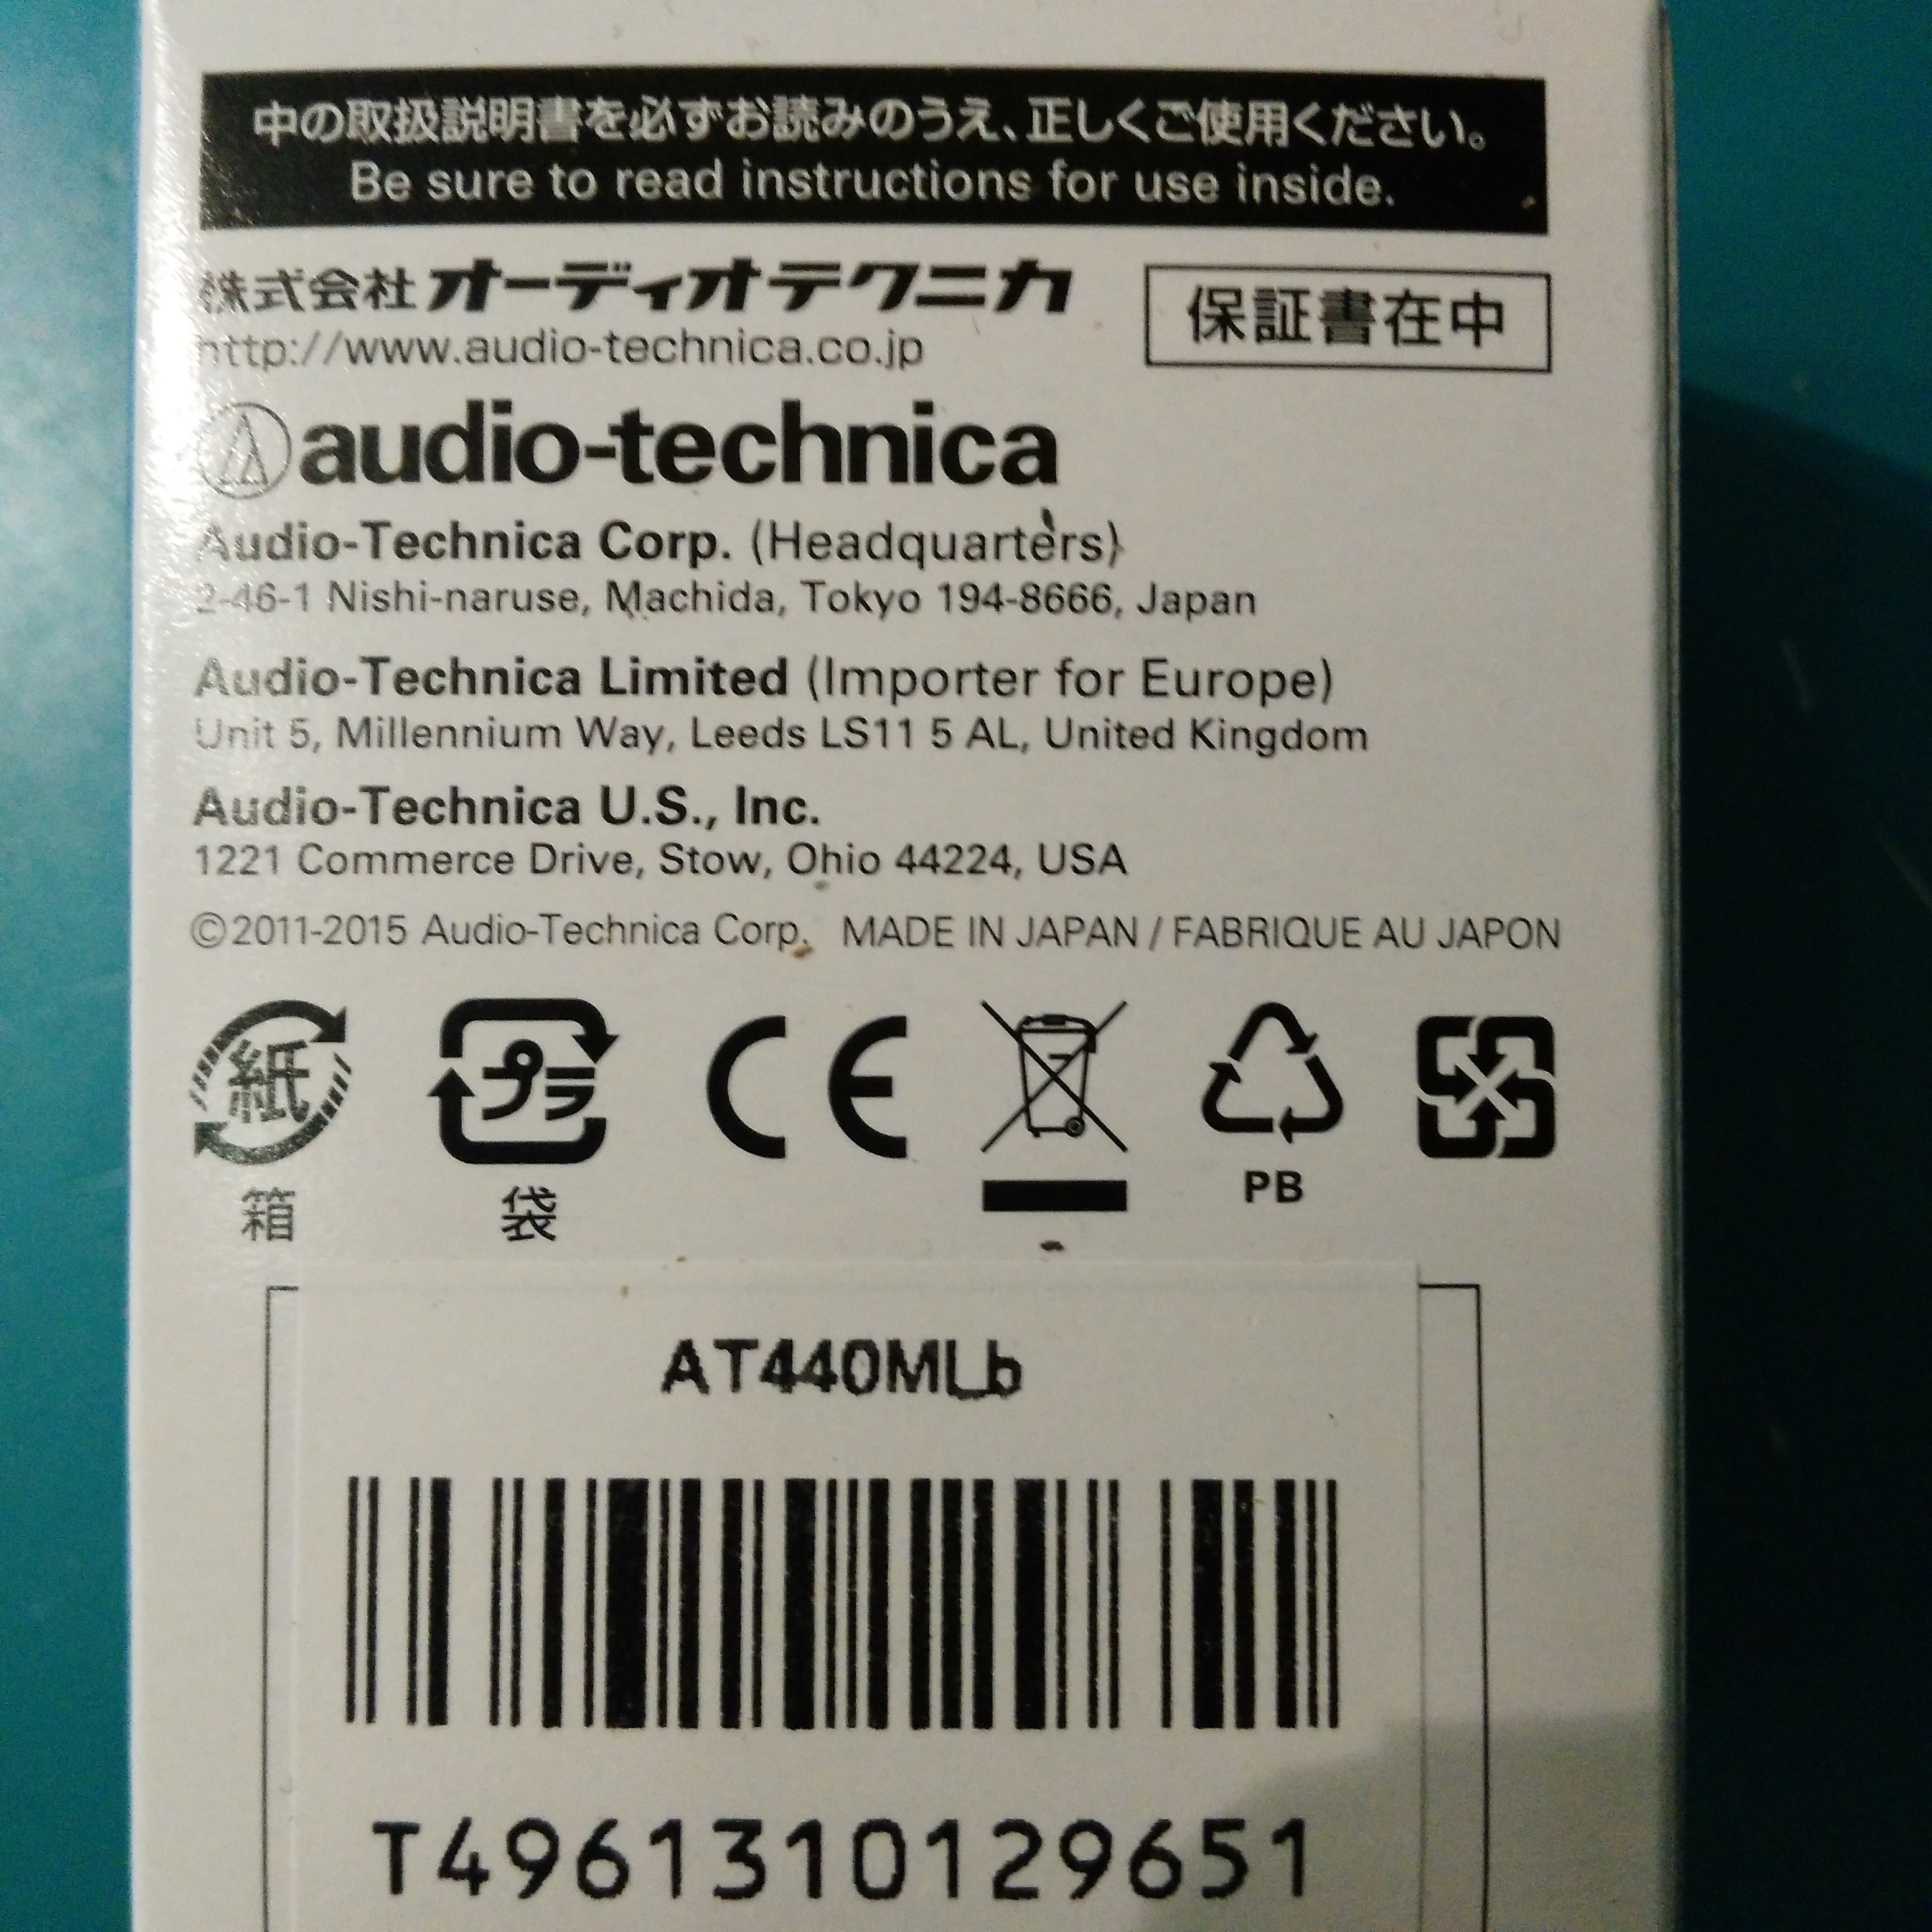 中の取扱説明書を必ずお読みのうえ、正しくご使用ください。
Be sure to read instructions for use inside.
株式会社オーディオテクニカ
保証書在中
http://www.audio-technica.co.jp
audio-technica
Audio-Technica Corp. (Headquarters)
2-46-1 Nishi-naruse, Machida, Tokyo 194-8666, Japan
Audio-Technica Limited (Importer for Europe)
Unit 5, Millennium Way, Leeds LS11 5 AL, United Kingdom
Audio-Technica U.S., Inc.
1221 Commerce Drive, Stow, Ohio 44224, USA
©2011-2015 Audio-Technica Corp. MADE IN JAPAN / FABRIQUE AU JAPON
紙 プラ CE
PB
箱 袋
AT440MLb
T4961310129651